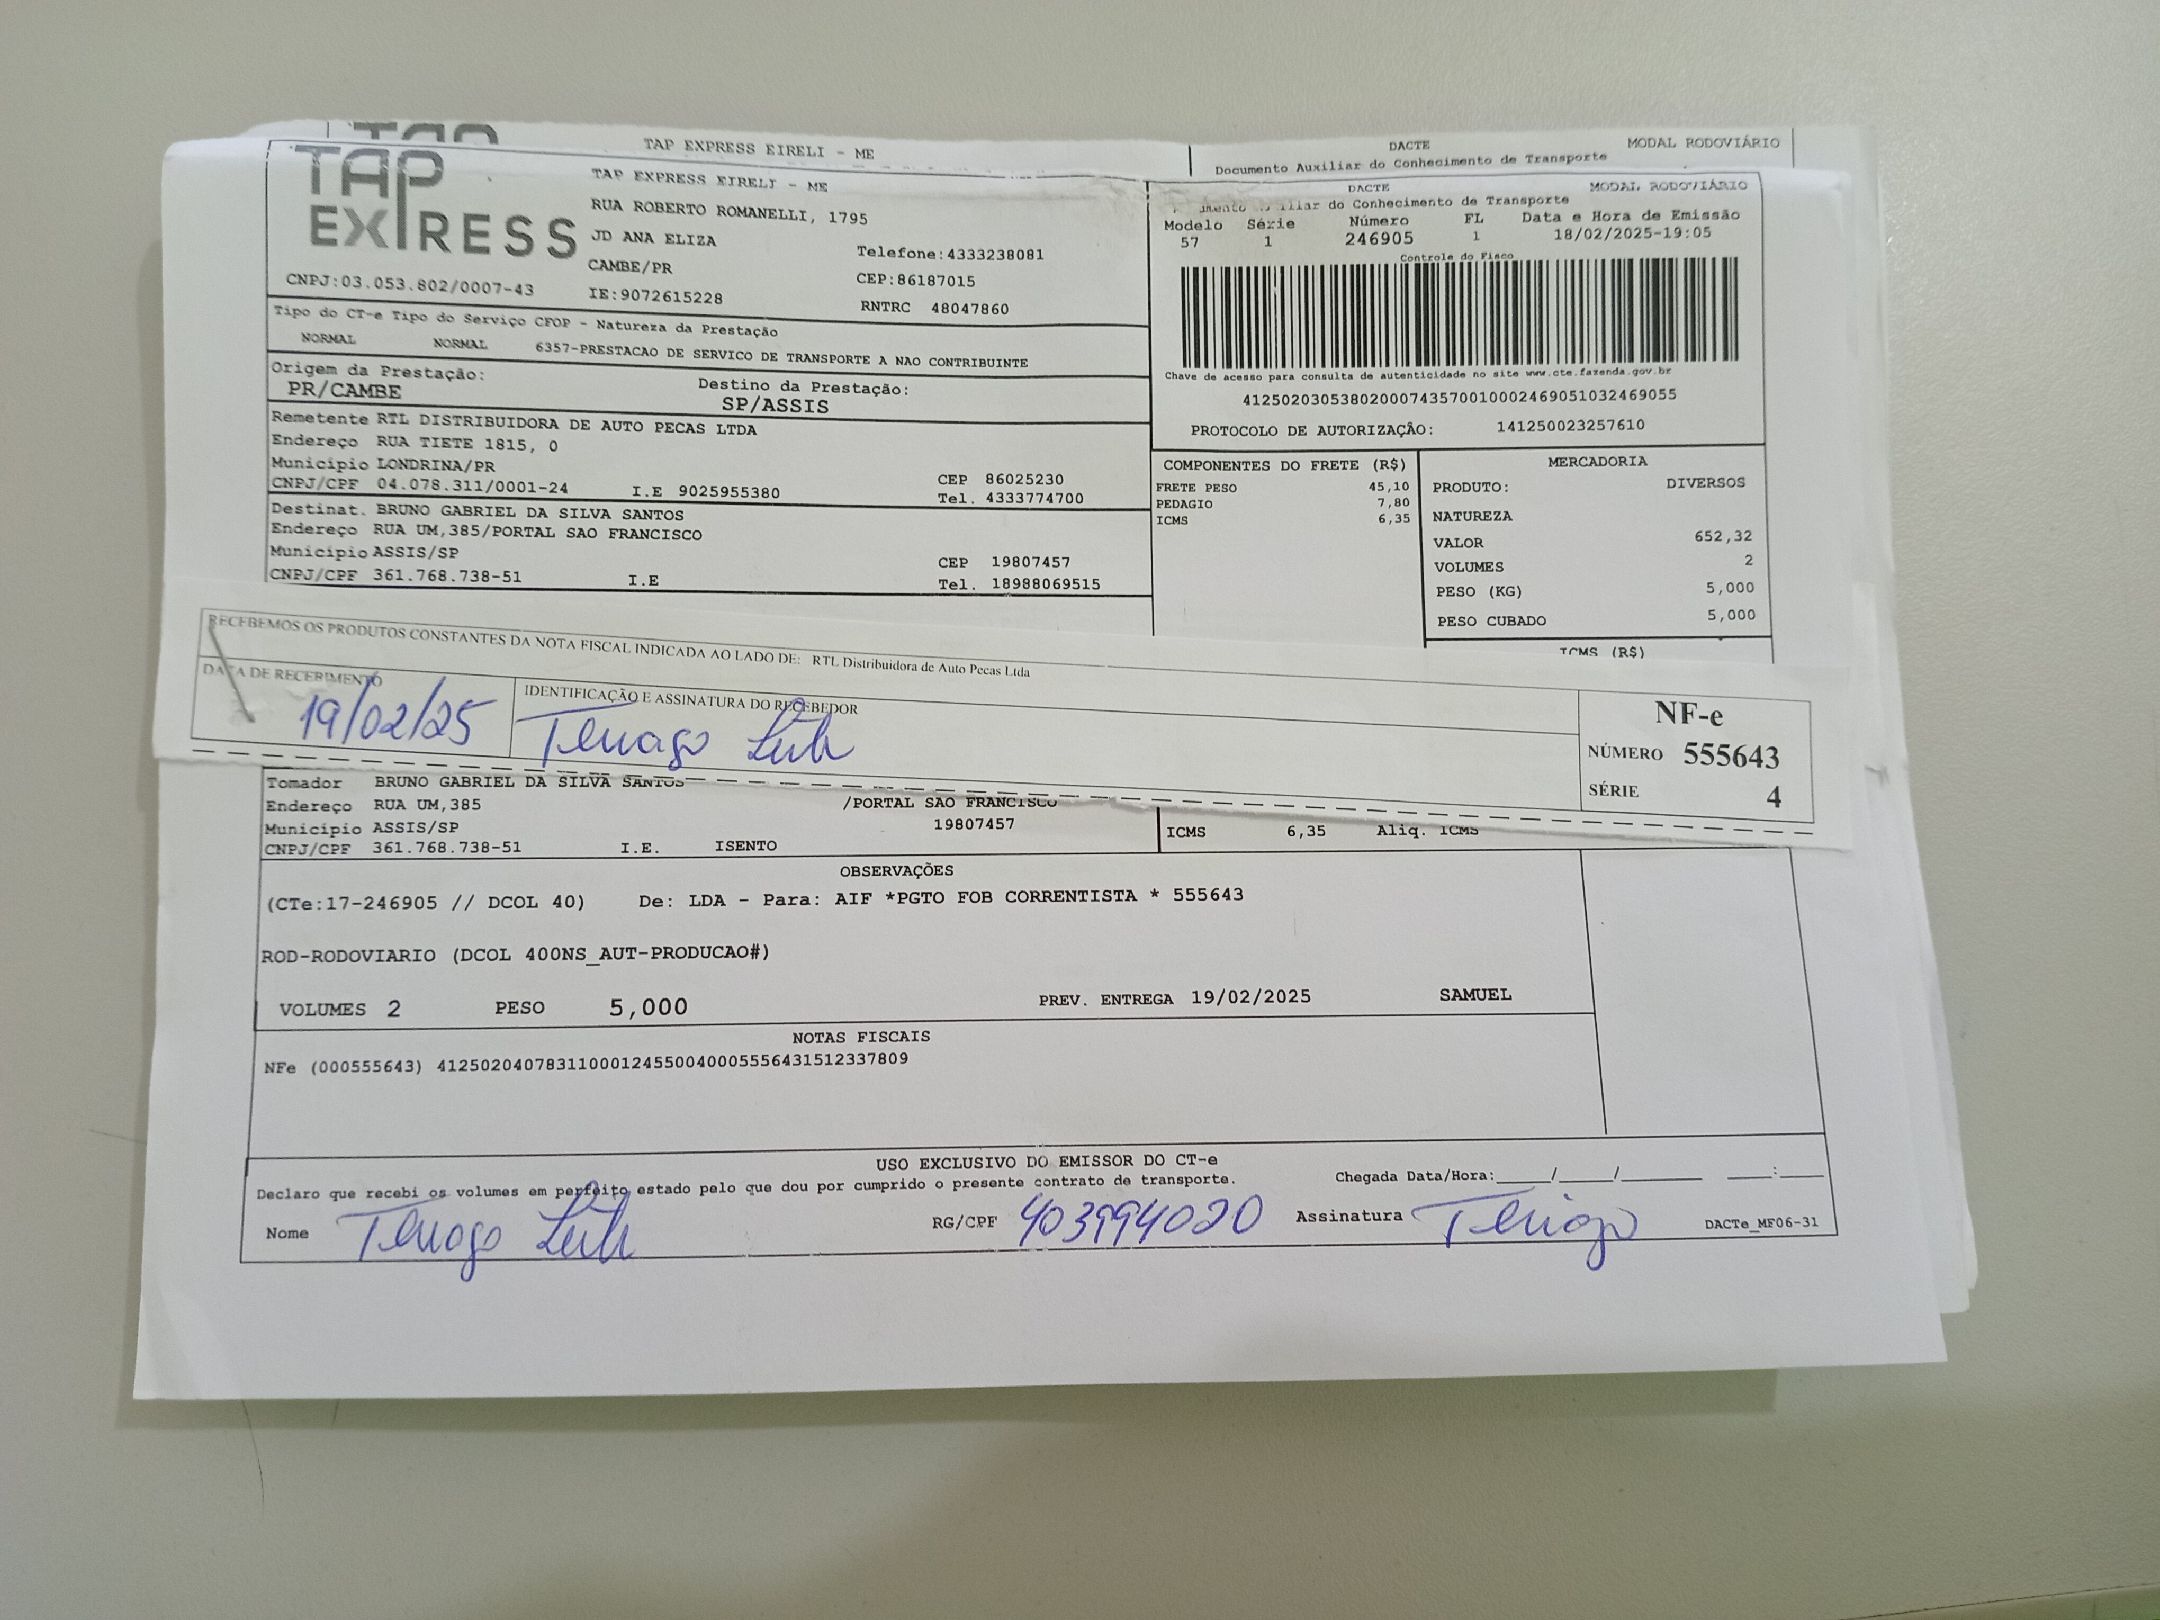 TAP EXPRESS EIRELI - ME
DACTE
MODAL RODOVIÁRIO
Documento Auxiliar do Conhecimento de Transporte
TAP EXPRESS
TAP EXPRESS EIRELI - ME
RUA ROBERTO ROMANELLI, 1795
JD ANA ELIZA
Telefone:4333238081
CAMBE/PR
CEP:86187015
CNPJ:03.053.802/0007-43
IE:9072615228
RNTRC 48047860
DACTE
MODAL RODOVIÁRIO
do Conhecimento de Transporte
Modelo Série Número FL Data e Hora de Emissão
57 1 246905 1 18/02/2025-19:05
Controle do Fisco
Chave de acesso para consulta de autenticidade no site www.cte.fazenda.gov.br
41250203053802000743570010002469051032469055
PROTOCOLO DE AUTORIZAÇÃO: 141250023257610
Tipo do CT-e Tipo do Serviço CFOP - Natureza da Prestação
NORMAL NORMAL 6357-PRESTACAO DE SERVICO DE TRANSPORTE A NAO CONTRIBUINTE
Origem da Prestação: Destino da Prestação:
PR/CAMBE SP/ASSIS
Remetente RTL DISTRIBUIDORA DE AUTO PECAS LTDA
Endereço RUA TIETE 1815, 0
Município LONDRINA/PR CEP 86025230
CNPJ/CPF 04.078.311/0001-24 I.E 9025955380 Tel. 4333774700
Destinat. BRUNO GABRIEL DA SILVA SANTOS
Endereço RUA UM,385/PORTAL SAO FRANCISCO
Município ASSIS/SP CEP 19807457
CNPJ/CPF 361.768.738-51 I.E Tel. 18988069515
COMPONENTES DO FRETE (R$)
FRETE PESO 45,10
PEDAGIO 7,80
ICMS 6,35
MERCADORIA
PRODUTO: DIVERSOS
NATUREZA
VALOR 652,32
VOLUMES 2
PESO (KG) 5,000
PESO CUBADO 5,000
ICMS (R$)
RECEBEMOS OS PRODUTOS CONSTANTES DA NOTA FISCAL INDICADA AO LADO DE: RTL Distribuidora de Auto Pecas Ltda
DATA DE RECEBIMENTO
19/02/25
IDENTIFICAÇÃO E ASSINATURA DO RECEBEDOR
NF-e
NÚMERO 555643
SÉRIE 4
Tomador BRUNO GABRIEL DA SILVA SANTOS
Endereço RUA UM,385 /PORTAL SAO FRANCISCO
Município ASSIS/SP 19807457
CNPJ/CPF 361.768.738-51 I.E. ISENTO
ICMS 6,35 Aliq. ICMS
OBSERVAÇÕES
(CTe:17-246905 // DCOL 40) De: LDA - Para: AIF *PGTO FOB CORRENTISTA * 555643
ROD-RODOVIARIO (DCOL 400NS_AUT-PRODUCAO#)
VOLUMES 2 PESO 5,000 PREV. ENTREGA 19/02/2025 SAMUEL
NOTAS FISCAIS
NFe (000555643) 41250204078311000124550040005556431512337809
USO EXCLUSIVO DO EMISSOR DO CT-e
Declaro que recebi os volumes em perfeito estado pelo que dou por cumprido o presente contrato de transporte.
Chegada Data/Hora:____/____/______ ___:___
Nome RG/CPF 403994020 Assinatura DACTe_MF06-31